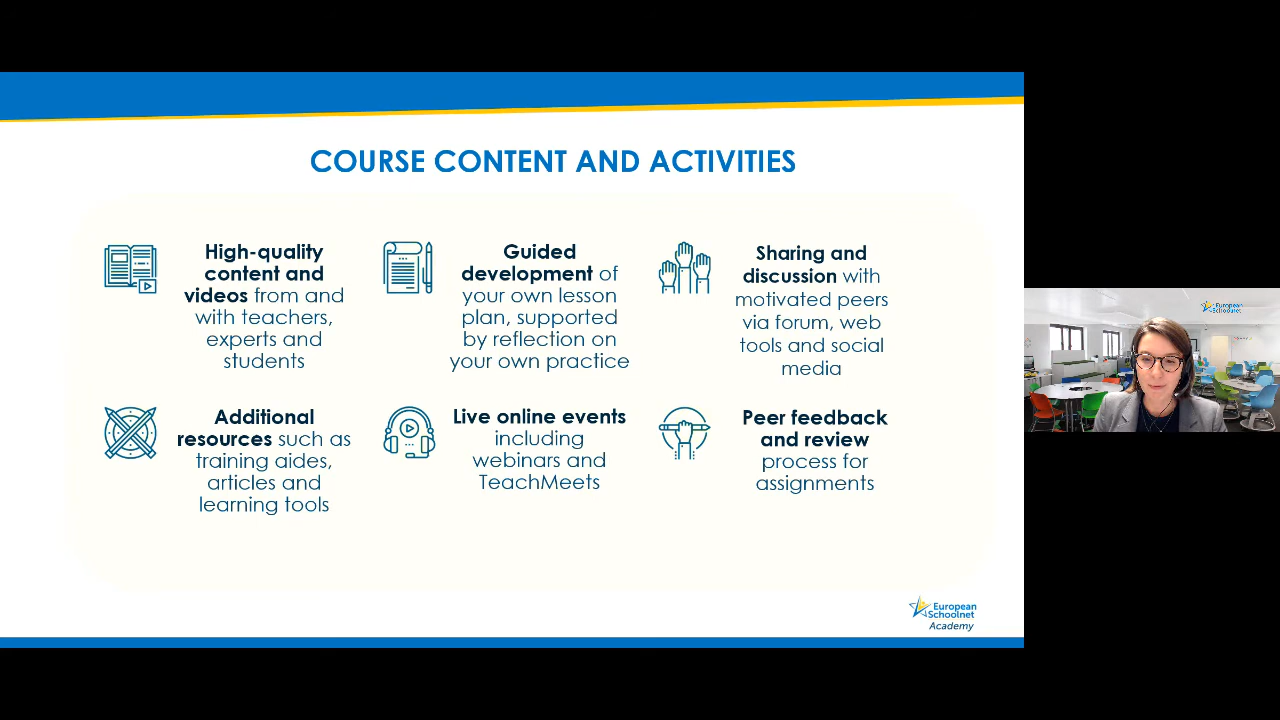 COURSE CONTENT AND ACTIVITIES
High-quality
content and
videos from and
with teachers,
experts and
students
Guided
development of
your own lesson
plan, supported
by reflection on
your own practice
Sharing and
discussion with
motivated peers
via forum, web
tools and social
media
Additional
resources such as
training aides,
articles and
learning tools
Live online events
including
webinars and
TeachMeets
Peer feedback
and review
process for
assignments
European
Schoolnet
Academy
European
Schoolnet